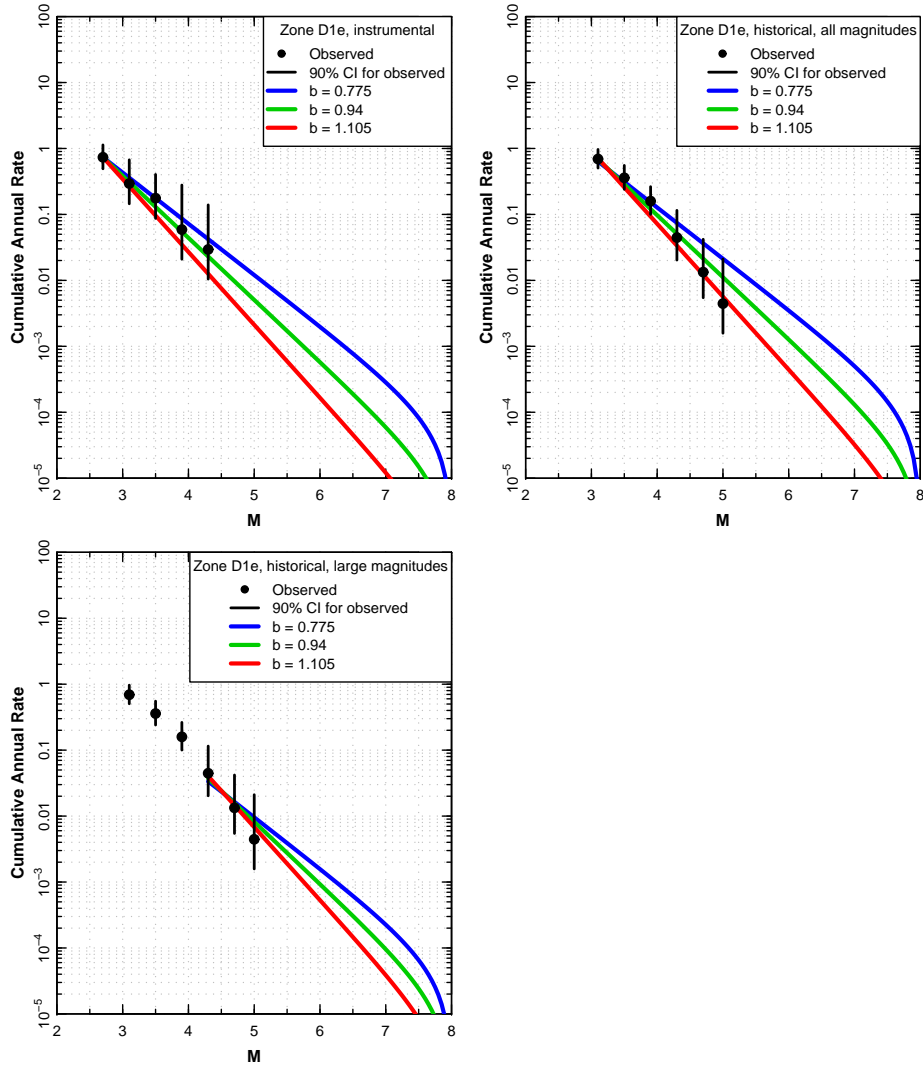 Zone D1e, instrumental
Observed
90% CI for observed
b = 0.775
b = 0.94
b = 1.105
Cumulative Annual Rate
100
10
1
0.1
0.01
10⁻³
10⁻⁴
10⁻⁵
2 3 4 5 6 7 8
M
Zone D1e, historical, all magnitudes
Observed
90% CI for observed
b = 0.775
b = 0.94
b = 1.105
Cumulative Annual Rate
100
10
1
0.1
0.01
10⁻³
10⁻⁴
10⁻⁵
2 3 4 5 6 7 8
M
Zone D1e, historical, large magnitudes
Observed
90% CI for observed
b = 0.775
b = 0.94
b = 1.105
Cumulative Annual Rate
100
10
1
0.1
0.01
10⁻³
10⁻⁴
10⁻⁵
2 3 4 5 6 7 8
M